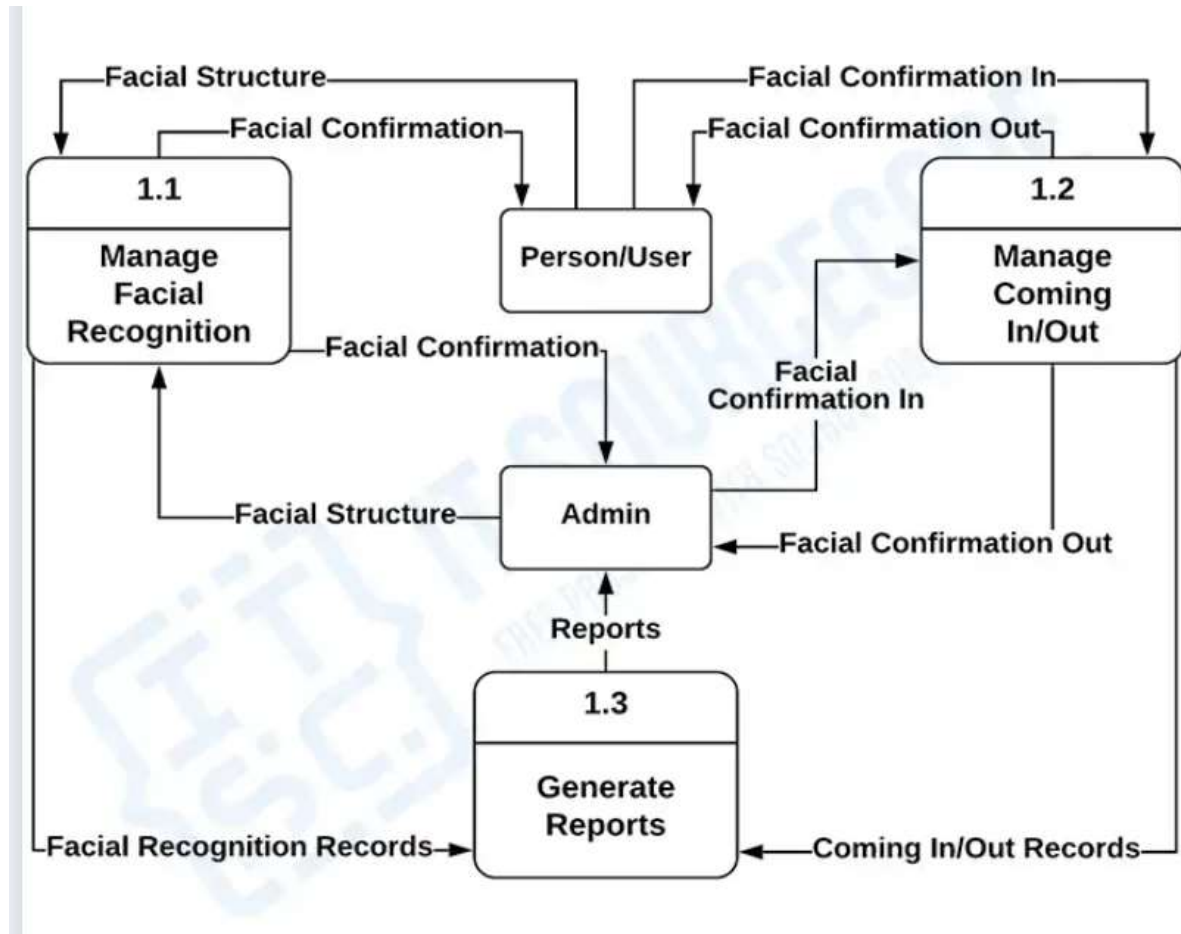 Facial Structure
Facial Confirmation In
Facial Confirmation
Facial Confirmation Out
1.1
Manage
Facial
Recognition
Person/User
1.2
Manage
Coming
In/Out
Facial Confirmation
Facial
Confirmation In
Facial Structure
Admin
Facial Confirmation Out
Reports
1.3
Generate
Reports
Facial Recognition Records
Coming In/Out Records
IT SOURCECODE